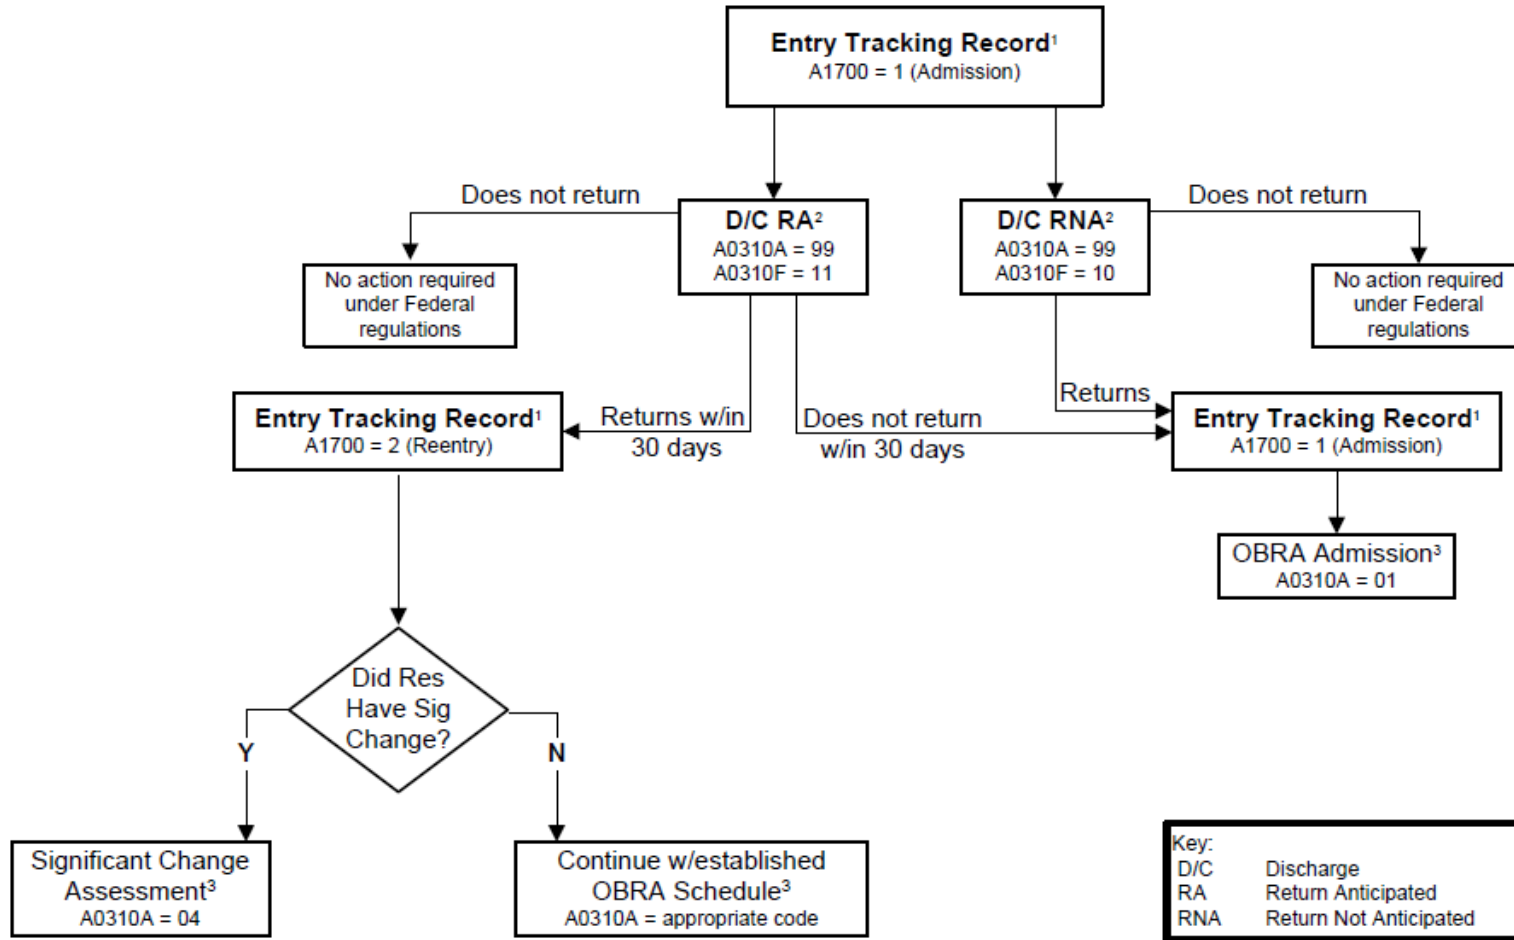 Entry Tracking Record¹
A1700 = 1 (Admission)
Does not return
D/C RA²
A0310A = 99
A0310F = 11
D/C RNA²
A0310A = 99
A0310F = 10
Does not return
No action required
under Federal
regulations
No action required
under Federal
regulations
Entry Tracking Record¹
A1700 = 2 (Reentry)
Returns w/in
30 days
Does not return
w/in 30 days
Returns
Entry Tracking Record¹
A1700 = 1 (Admission)
OBRA Admission³
A0310A = 01
Did Res
Have Sig
Change?
Y
N
Significant Change
Assessment³
A0310A = 04
Continue w/established
OBRA Schedule³
A0310A = appropriate code
Key:
D/C Discharge
RA Return Anticipated
RNA Return Not Anticipated